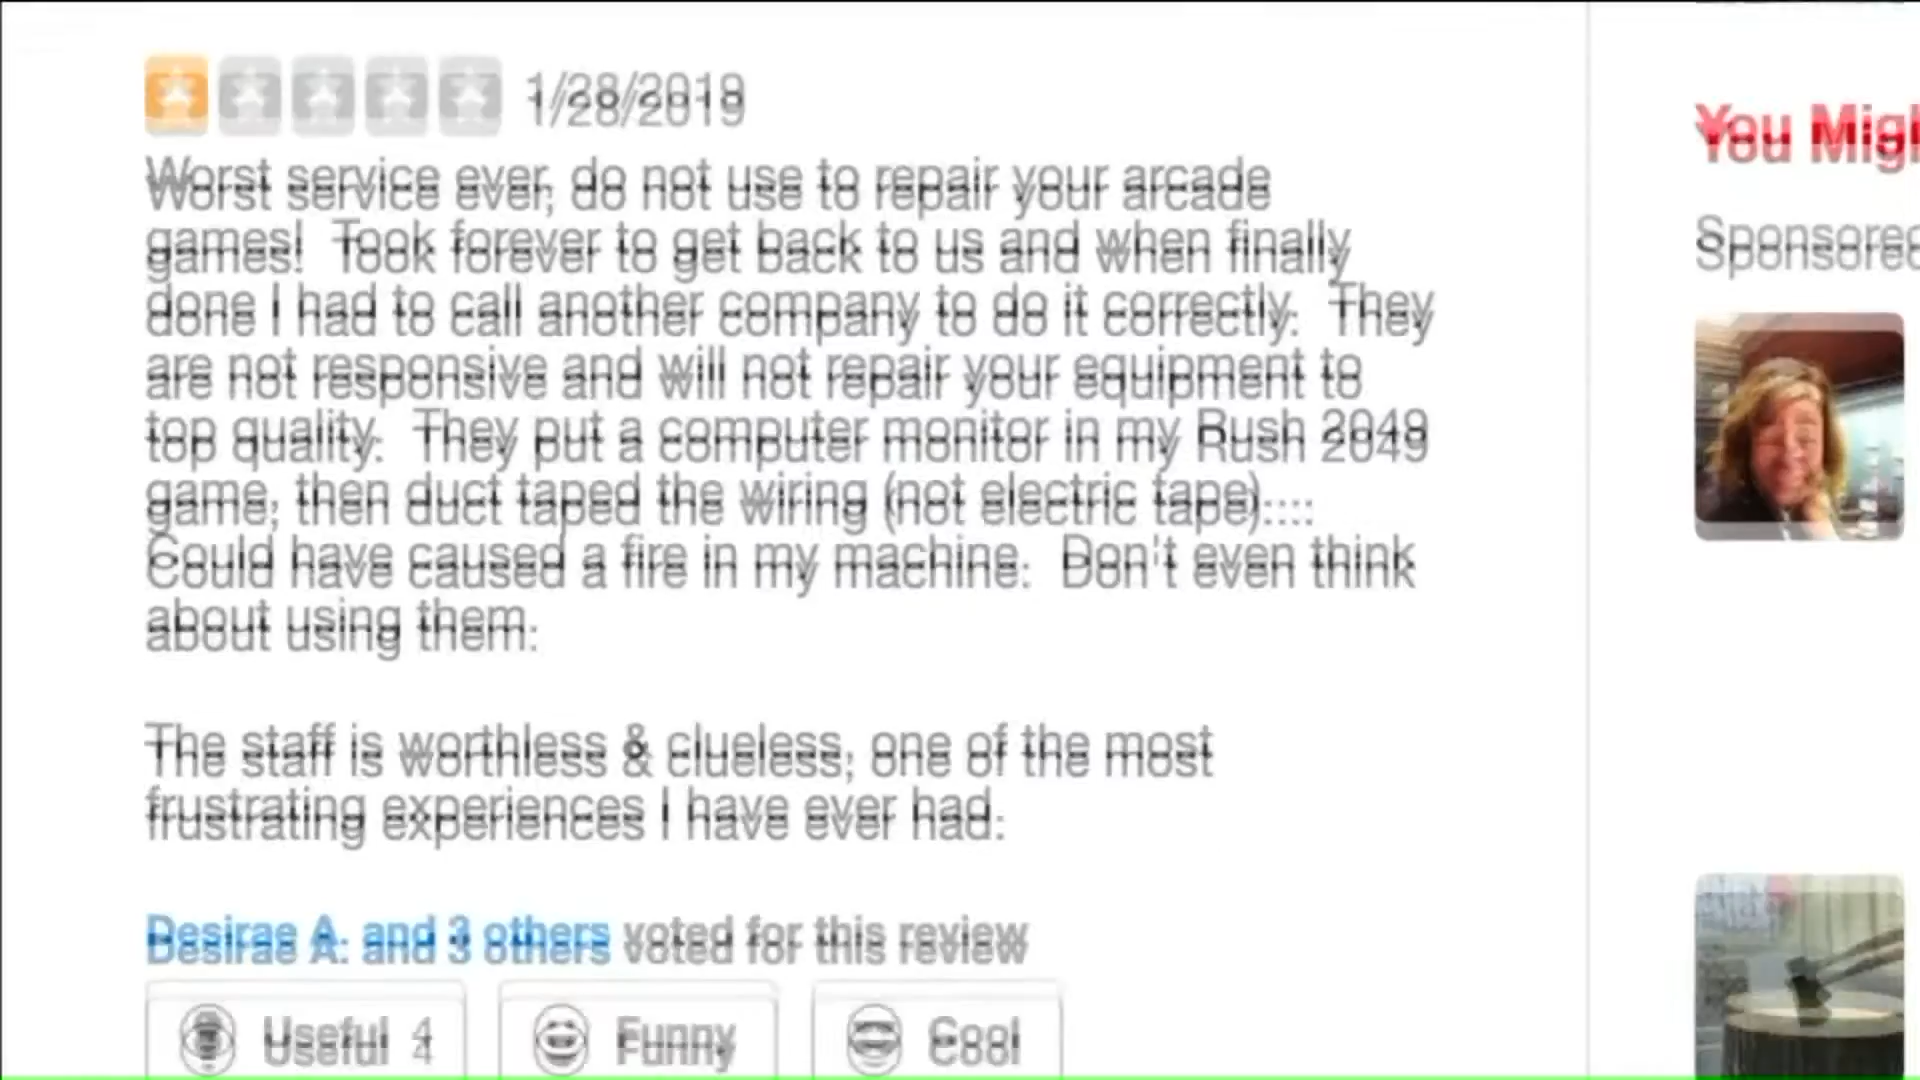 1/28/2019
Worst service ever, do not use to repair your arcade
games!  Took forever to get back to us and when finally
done I had to call another company to do it correctly.  They
are not responsive and will not repair your equipment to
top quality.  They put a computer monitor in my Rush 2049
game, then duct taped the wiring (not electric tape)....
Could have caused a fire in my machine.  Don't even think
about using them.
The staff is worthless & clueless, one of the most
frustrating experiences I have ever had.
Desirae A. and 3 others voted for this review
Useful 4
Funny
Cool
You
Sponsored